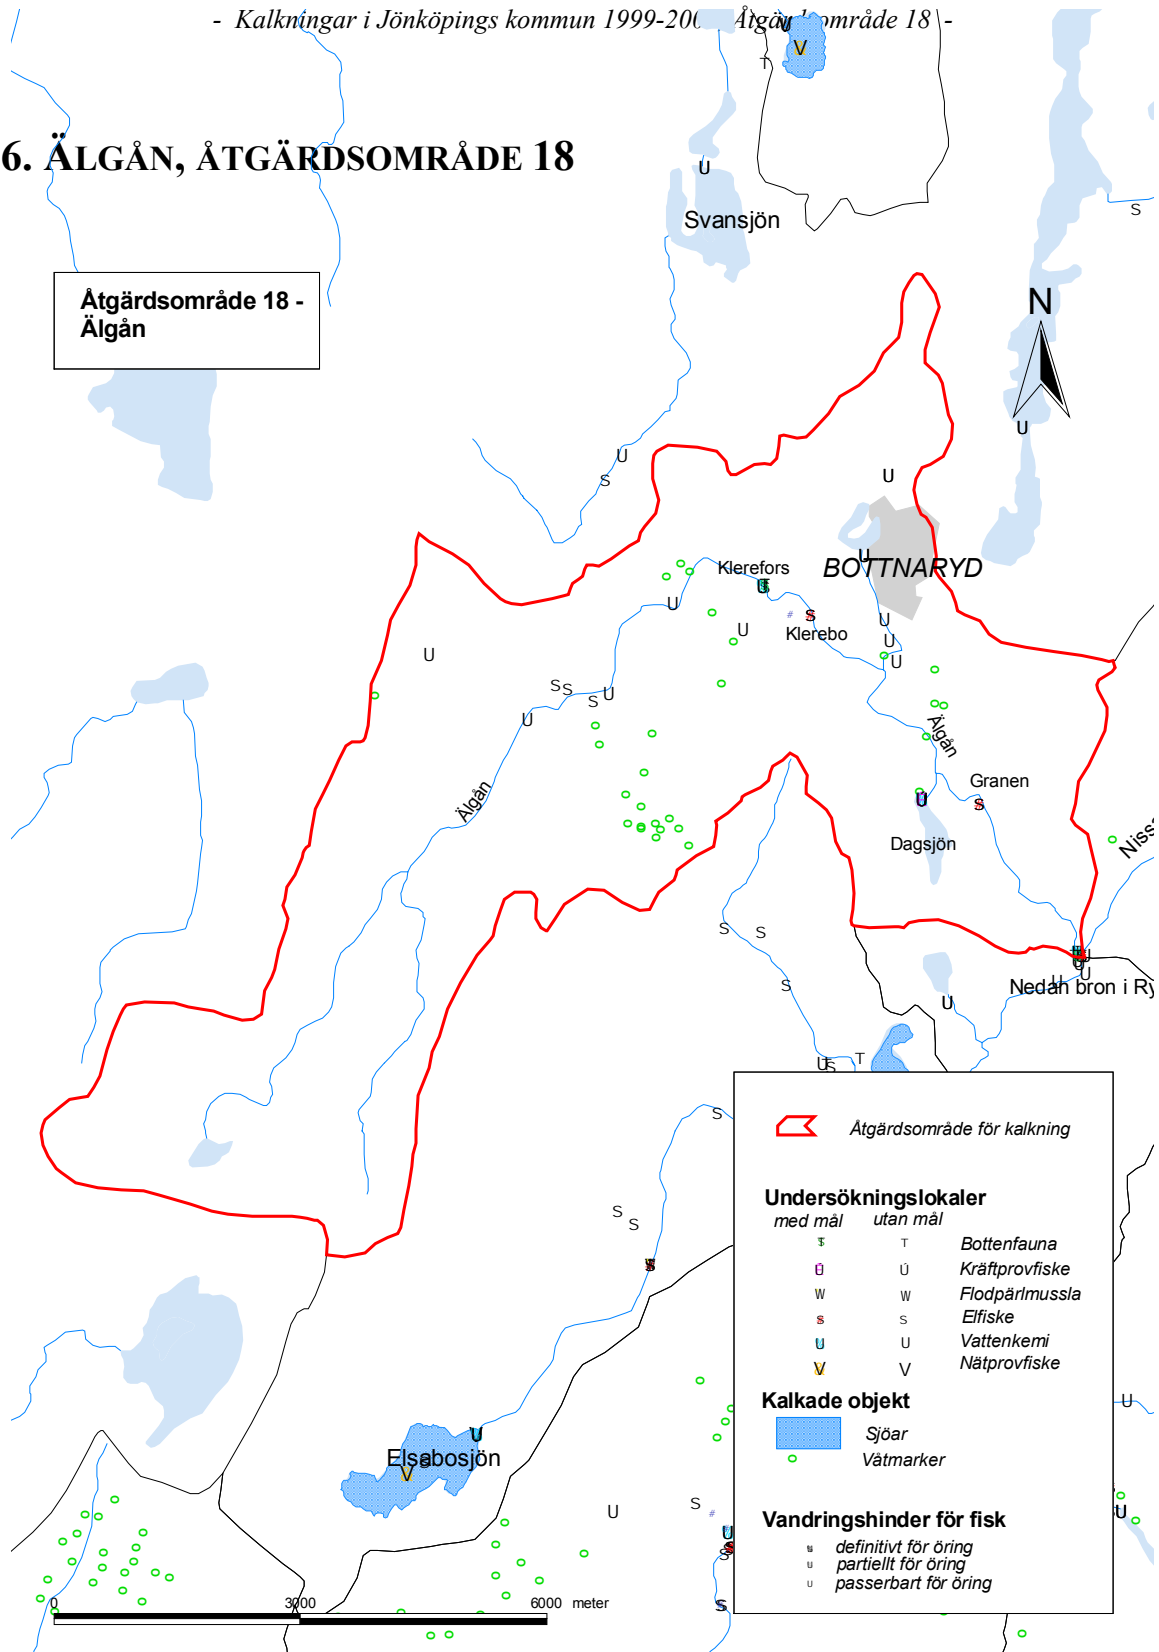 - Kalkningar i Jönköpings kommun 1999-200 Åtgärdsområde 18 -
6. ÄLGÅN, ÅTGÄRDSOMRÅDE 18
Åtgärdsområde 18 -
Älgån
V
T
U
Svansjön
S
N
U
U
S
U
BOTTNARYD
U
Klerefors
U
U
S
Klerebo
U
U
U
U
U
S S
S U
U
Älgån
Älgån
Granen
U
S
Dagsjön
Niss
S S
S
U
U
U
Nedan bron i Ry
U
S
T
S
S
S
S
U
Elsabosjön
V
S
U
S
U
S
S
U
U
Åtgärdsområde för kalkning
Undersökningslokaler
med mål utan mål
S T Bottenfauna
U Ú Kräftprovfiske
W W Flodpärlmussla
S S Elfiske
U U Vattenkemi
V V Nätprovfiske
Kalkade objekt
Sjöar
Våtmarker
Vandringshinder för fisk
definitivt för öring
U partiellt för öring
U passerbart för öring
0 3000 6000 meter